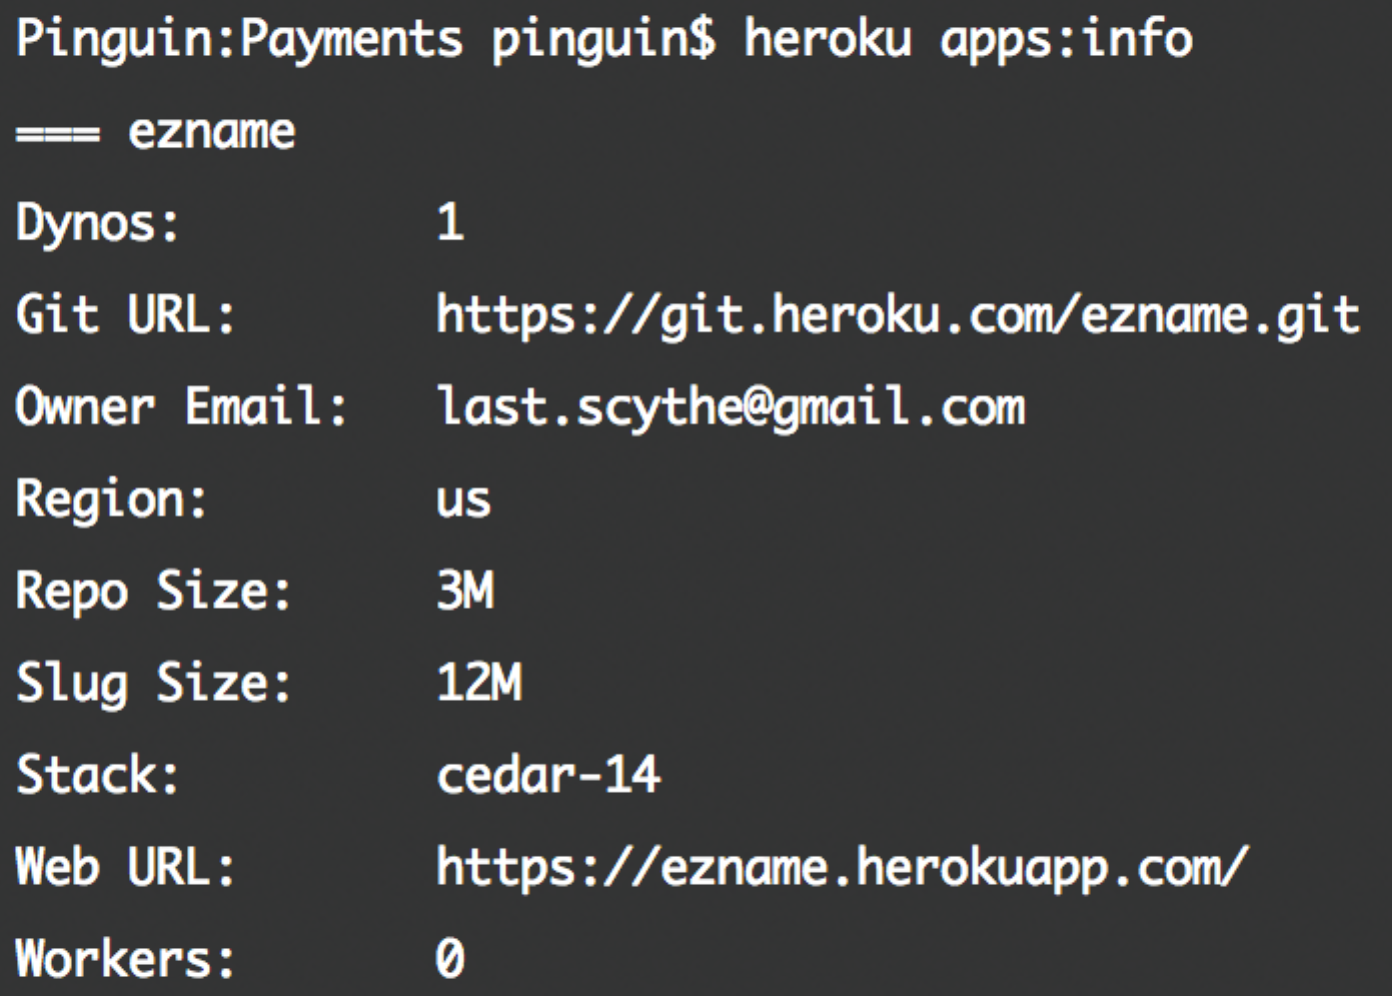 Pinguin:Payments pinguin$ heroku apps:info
=== ezname
Dynos: 1
Git URL: https://git.heroku.com/ezname.git
Owner Email: last.scythe@gmail.com
Region: us
Repo Size: 3M
Slug Size: 12M
Stack: cedar-14
Web URL: https://ezname.herokuapp.com/
Workers: 0